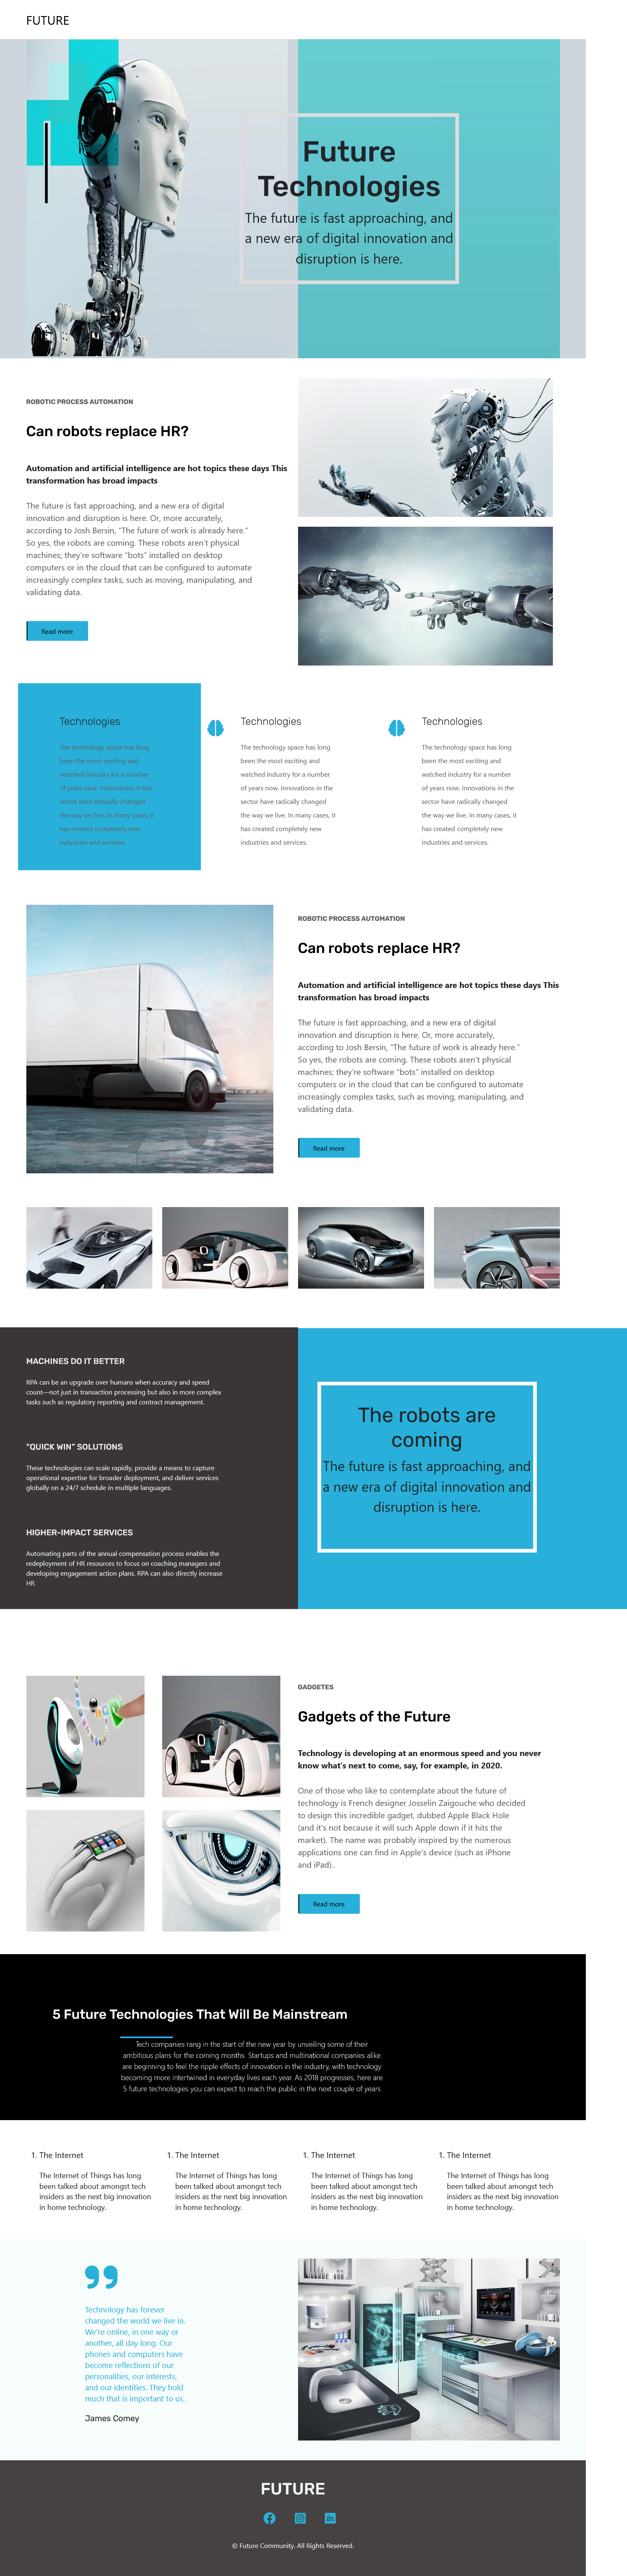 FUTURE
Future
Technologies
The future is fast approaching, and
a new era of digital innovation and
disruption is here.
ROBOTIC PROCESS AUTOMATION
Can robots replace HR?
Automation and artificial intelligence are hot topics these days This
transformation has broad impacts
The future is fast approaching, and a new era of digital
innovation and disruption is here. Or, more accurately,
according to Josh Bersin, “The future of work is already here.”
So yes, the robots are coming. These robots aren’t physical
machines; they’re software “bots” installed on desktop
computers or in the cloud that can be configured to automate
increasingly complex tasks, such as moving, manipulating, and
validating data.
Read more
Technologies
The technology space has long
been the most exciting and
watched industry for a number
of years now. Innovations in the
sector have radically changed
the way we live. In many cases, it
has created completely new
industries and services.
Technologies
The technology space has long
been the most exciting and
watched industry for a number
of years now. Innovations in the
sector have radically changed
the way we live. In many cases, it
has created completely new
industries and services.
Technologies
The technology space has long
been the most exciting and
watched industry for a number
of years now. Innovations in the
sector have radically changed
the way we live. In many cases, it
has created completely new
industries and services.
ROBOTIC PROCESS AUTOMATION
Can robots replace HR?
Automation and artificial intelligence are hot topics these days This
transformation has broad impacts
The future is fast approaching, and a new era of digital
innovation and disruption is here. Or, more accurately,
according to Josh Bersin, “The future of work is already here.”
So yes, the robots are coming. These robots aren’t physical
machines; they’re software “bots” installed on desktop
computers or in the cloud that can be configured to automate
increasingly complex tasks, such as moving, manipulating, and
validating data.
Read more
MACHINES DO IT BETTER
RPA can be an upgrade over humans when accuracy and speed
count—not just in transaction processing but also in more complex
tasks such as regulatory reporting and contract management.
“QUICK WIN” SOLUTIONS
These technologies can scale rapidly, provide a means to capture
operational expertise for broader deployment, and deliver services
globally on a 24/7 schedule in multiple languages.
HIGHER-IMPACT SERVICES
Automating parts of the annual compensation process enables the
redeployment of HR resources to focus on coaching managers and
developing engagement action plans. RPA can also directly increase
HR
The robots are
coming
The future is fast approaching, and
a new era of digital innovation and
disruption is here.
GADGETES
Gadgets of the Future
Technology is developing at an enormous speed and you never
know what’s next to come, say, for example, in 2020.
One of those who like to contemplate about the future of
technology is French designer Josselin Zaigouche who decided
to design this incredible gadget, dubbed Apple Black Hole
(and it’s not because it will such Apple down if it hits the
market). The name was probably inspired by the numerous
applications one can find in Apple’s device (such as iPhone
and iPad)..
Read more
5 Future Technologies That Will Be Mainstream
Tech companies rang in the start of the new year by unveiling some of their
ambitious plans for the coming months. Startups and multinational companies alike
are beginning to feel the ripple effects of innovation in the industry, with technology
becoming more intertwined in everyday lives each year. As 2018 progresses, here are
5 future technologies you can expect to reach the public in the next couple of years
1. The Internet
The Internet of Things has long
been talked about amongst tech
insiders as the next big innovation
in home technology.
1. The Internet
The Internet of Things has long
been talked about amongst tech
insiders as the next big innovation
in home technology.
1. The Internet
The Internet of Things has long
been talked about amongst tech
insiders as the next big innovation
in home technology.
1. The Internet
The Internet of Things has long
been talked about amongst tech
insiders as the next big innovation
in home technology.
Technology has forever
changed the world we live in.
We’re online, in one way or
another, all day long. Our
phones and computers have
become reflections of our
personalities, our interests,
and our identities. They hold
much that is important to us.
James Comey
FUTURE
© Future Community. All Rights Reserved.